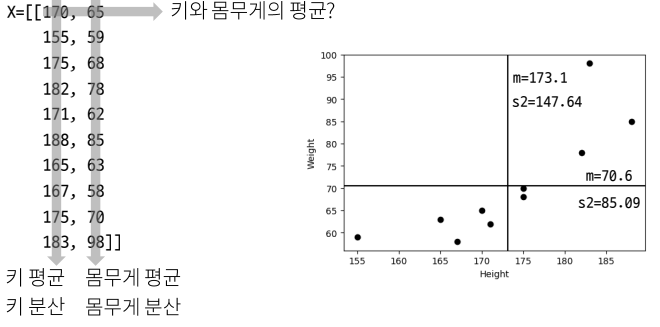 X=[[170, 65 키와 몸무게의 평균?
155, 59
175, 68
182, 78
171, 62
188, 85
165, 63
167, 58
175, 70
183, 98]]
키 평균 몸무게 평균
키 분산 몸무게 분산
100
95
90
85
80
75
70
65
60
Weight
m=173.1
s2=147.64
m=70.6
s2=85.09
155 160 165 170 175 180 185
Height